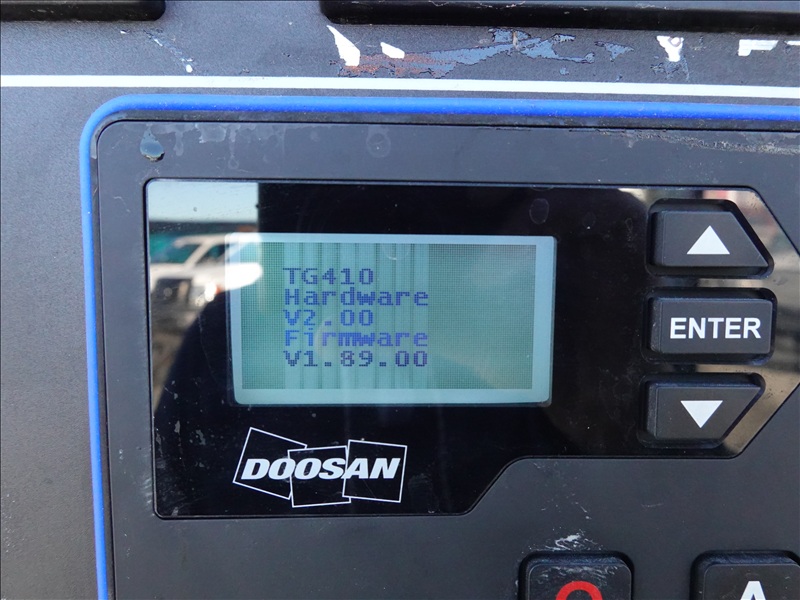 TG410
Hardware
V2.00
Firmware
V1.89.00
ENTER
DOOSAN